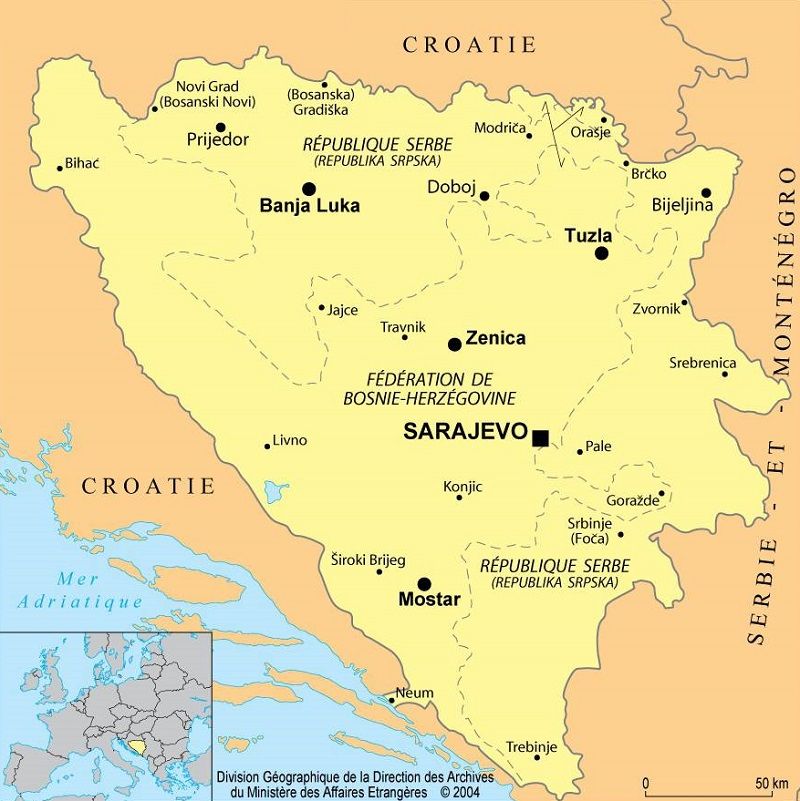 CROATIE
Novi Grad
(Bosanski Novi)
(Bosanska)
Gradiška
Prijedor
RÉPUBLIQUE SERBE
(REPUBLIKA SRPSKA)
Modriča
Orašje
Bihać
Brčko
Banja Luka
Doboj
Bijeljina
Tuzla
Jajce
Travnik
Zenica
Zvornik
Srebrenica
FÉDÉRATION DE
BOSNIE-HERZÉGOVINE
SARAJEVO
Livno
Pale
CROATIE
Konjic
Goražde
Srbinje
(Foča)
SERBIE - ET - MONTÉNÉGRO
Široki Brijeg
RÉPUBLIQUE SERBE
(REPUBLIKA SRPSKA)
Mer
Adriatique
Mostar
Neum
Trebinje
Division Géographique de la Direction des Archives
du Ministère des Affaires Etrangères © 2004
0 50 km